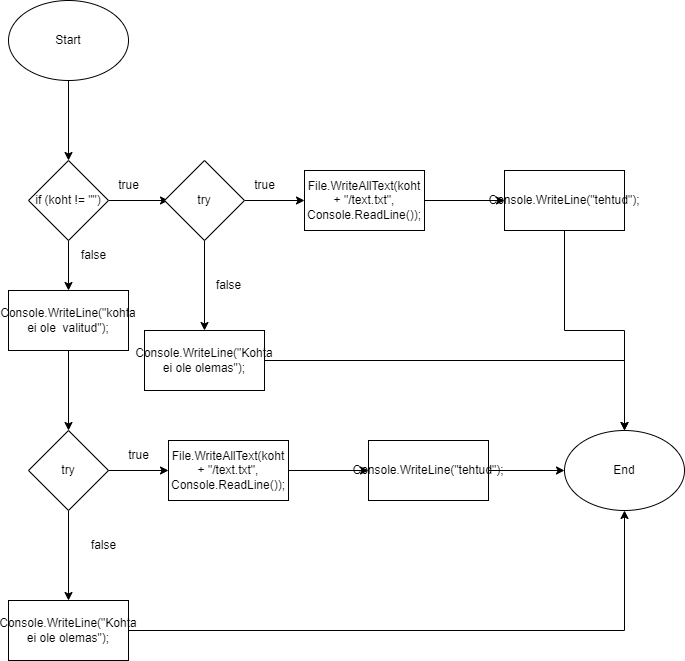 Start
if (koht != "")
true
try
true
File.WriteAllText(koht
+ "/text.txt",
Console.ReadLine());
Console.WriteLine("tehtud");
false
false
Console.WriteLine("kohta
ei ole  valitud");
Console.WriteLine("Kohta
ei ole olemas");
try
true
File.WriteAllText(koht
+ "/text.txt",
Console.ReadLine());
Console.WriteLine("tehtud");
End
false
Console.WriteLine("Kohta
ei ole olemas");